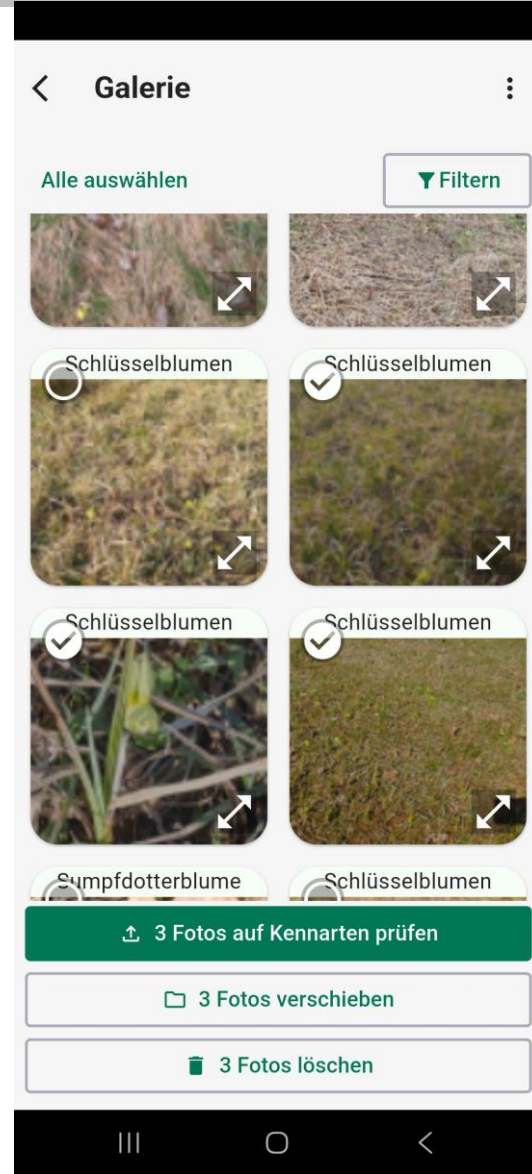 Galerie
Alle auswählen
Filtern
Schlüsselblumen
Schlüsselblumen
Schlüsselblumen
Schlüsselblumen
Sumpfdotterblume
Schlüsselblumen
3 Fotos auf Kennarten prüfen
3 Fotos verschieben
3 Fotos löschen